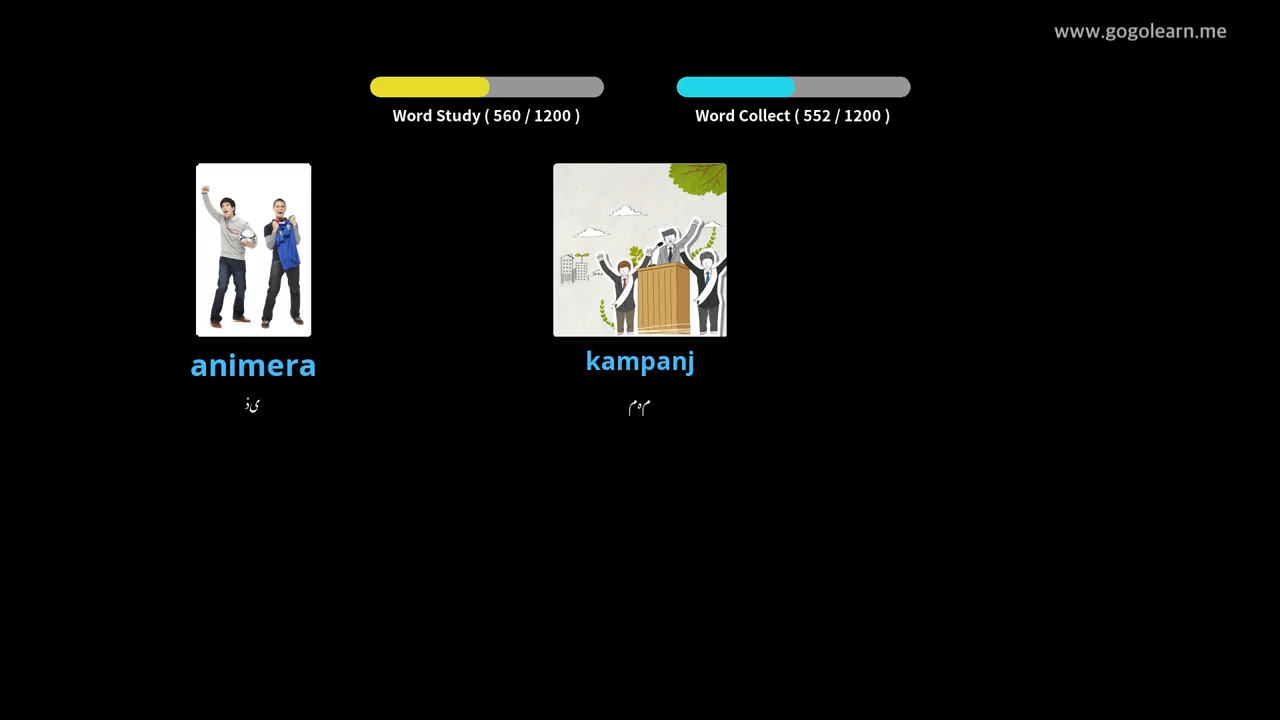 www.gogolearn.me
Word Study ( 560 / 1200 )
Word Collect ( 552 / 1200 )
animera
kampanj
ی‌ذ
م‌ہ‌م